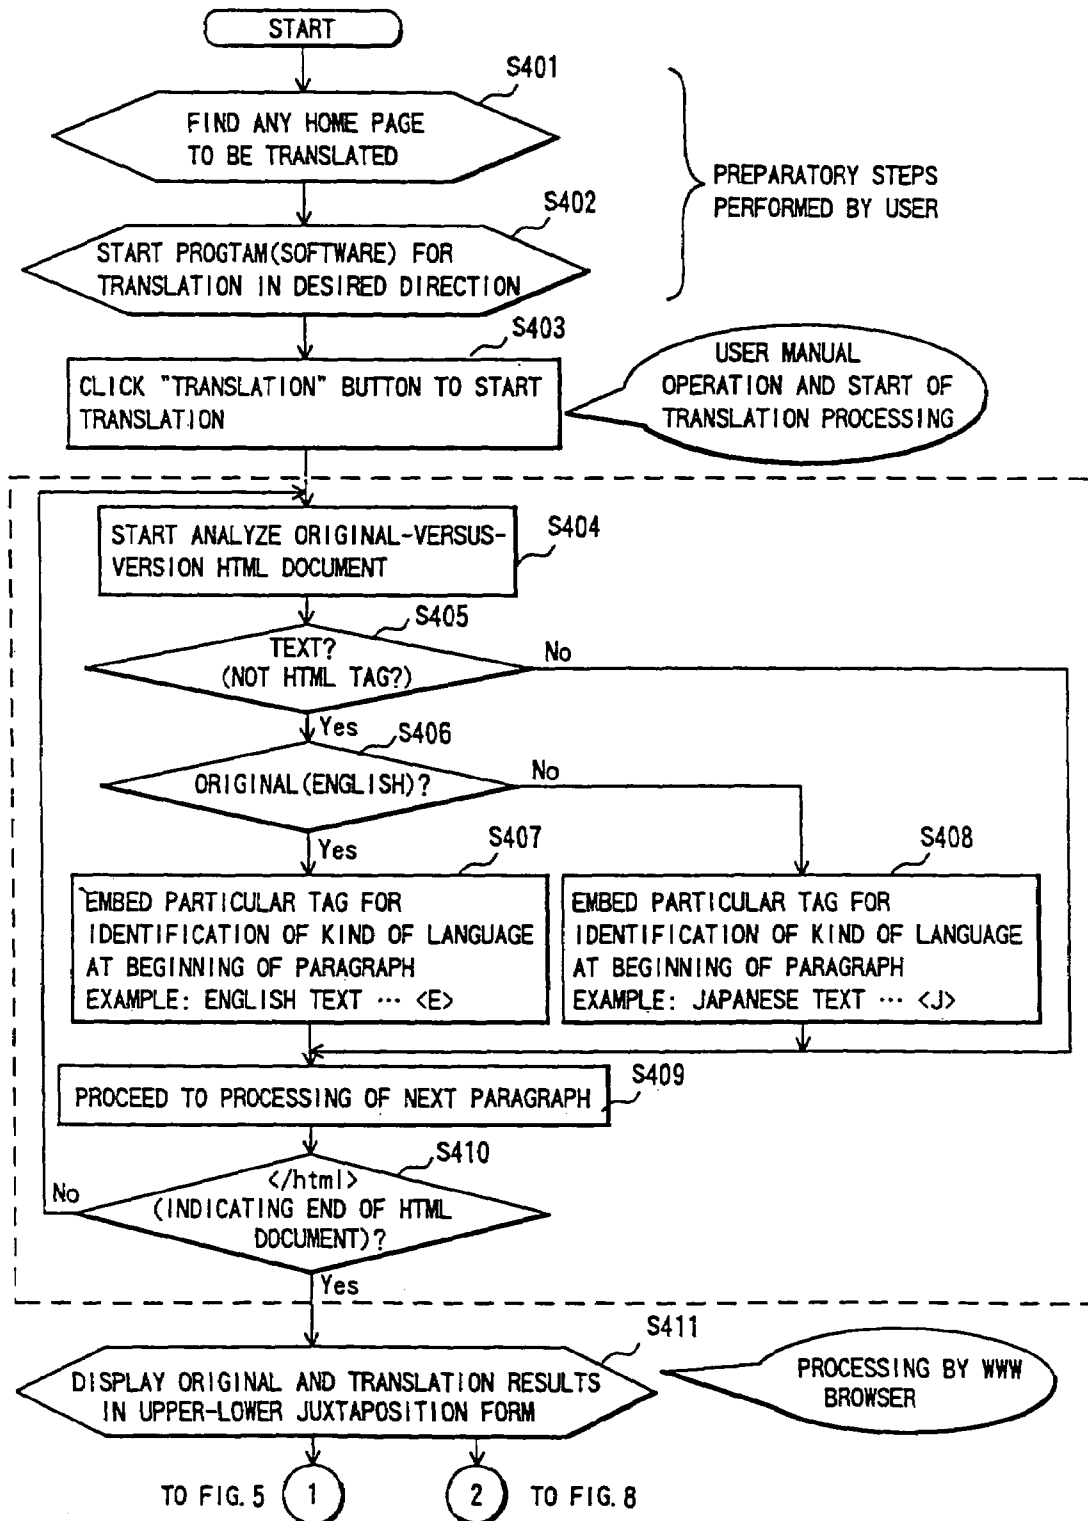 START
S401
FIND ANY HOME PAGE
TO BE TRANSLATED
PREPARATORY STEPS
PERFORMED BY USER
S402
START PROGTAM(SOFTWARE) FOR
TRANSLATION IN DESIRED DIRECTION
S403
CLICK "TRANSLATION" BUTTON TO START
TRANSLATION
USER MANUAL
OPERATION AND START OF
TRANSLATION PROCESSING
START ANALYZE ORIGINAL-VERSUS-
VERSION HTML DOCUMENT
S404
S405
TEXT?
(NOT HTML TAG?)
No
Yes
S406
ORIGINAL(ENGLISH)?
No
Yes
S407
EMBED PARTICULAR TAG FOR
IDENTIFICATION OF KIND OF LANGUAGE
AT BEGINNING OF PARAGRAPH
EXAMPLE: ENGLISH TEXT ··· <E>
S408
EMBED PARTICULAR TAG FOR
IDENTIFICATION OF KIND OF LANGUAGE
AT BEGINNING OF PARAGRAPH
EXAMPLE: JAPANESE TEXT ··· <J>
S409
PROCEED TO PROCESSING OF NEXT PARAGRAPH
S410
</html>
(INDICATING END OF HTML
DOCUMENT)?
No
Yes
S411
DISPLAY ORIGINAL AND TRANSLATION RESULTS
IN UPPER-LOWER JUXTAPOSITION FORM
PROCESSING BY WWW
BROWSER
TO FIG. 5 1
2 TO FIG. 8